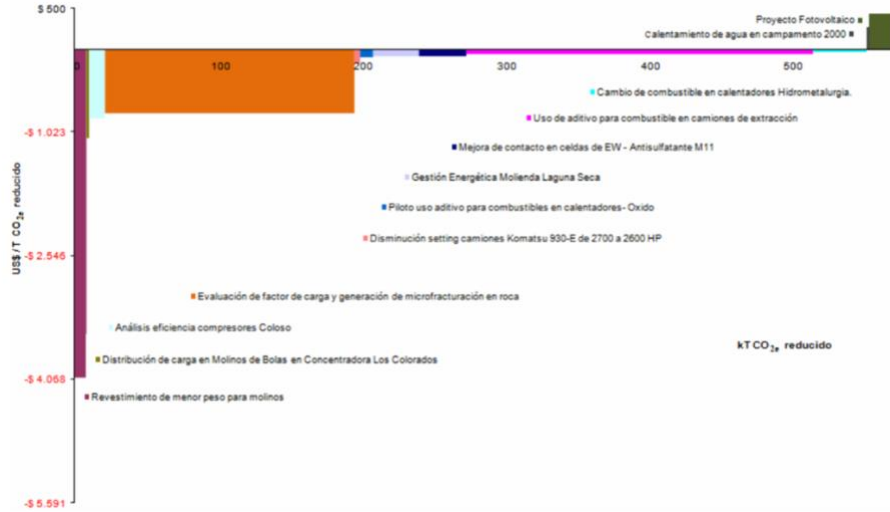 $ 500
Proyecto Fotovoltaico
Calentamiento de agua en campamento 2000
0 100 200 300 400 500
Cambio de combustible en calentadores Hidrometalurgia.
Uso de aditivo para combustible en camiones de extracción
-$ 1.023
Mejora de contacto en celdas de EW - Antisulfatante M11
Gestión Energética Molienda Laguna Seca
Piloto uso aditivo para combustibles en calentadores- Oxido
Disminución setting camiones Komatsu 930-E de 2700 a 2600 HP
US$ / T CO2e reducido
-$ 2.546
Evaluación de factor de carga y generación de microfracturación en roca
Análisis eficiencia compresores Coloso
kT CO2e reducido
Distribución de carga en Molinos de Bolas en Concentradora Los Colorados
-$ 4.068
Revestimiento de menor peso para molinos
-$ 5.591